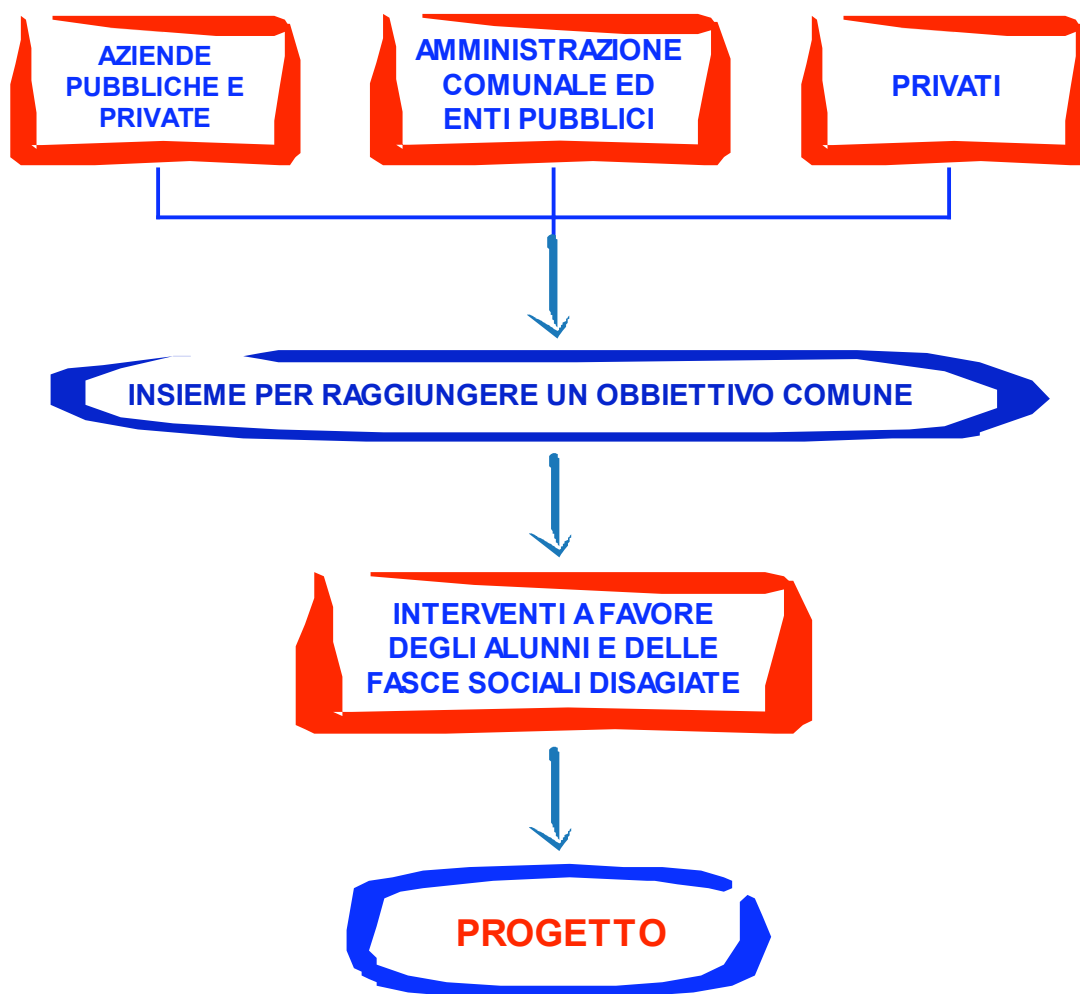 AZIENDE
PUBBLICHE E
PRIVATE
AMMINISTRAZIONE
COMUNALE ED
ENTI PUBBLICI
PRIVATI
INSIEME PER RAGGIUNGERE UN OBBIETTIVO COMUNE
INTERVENTI A FAVORE
DEGLI ALUNNI E DELLE
FASCE SOCIALI DISAGIATE
PROGETTO